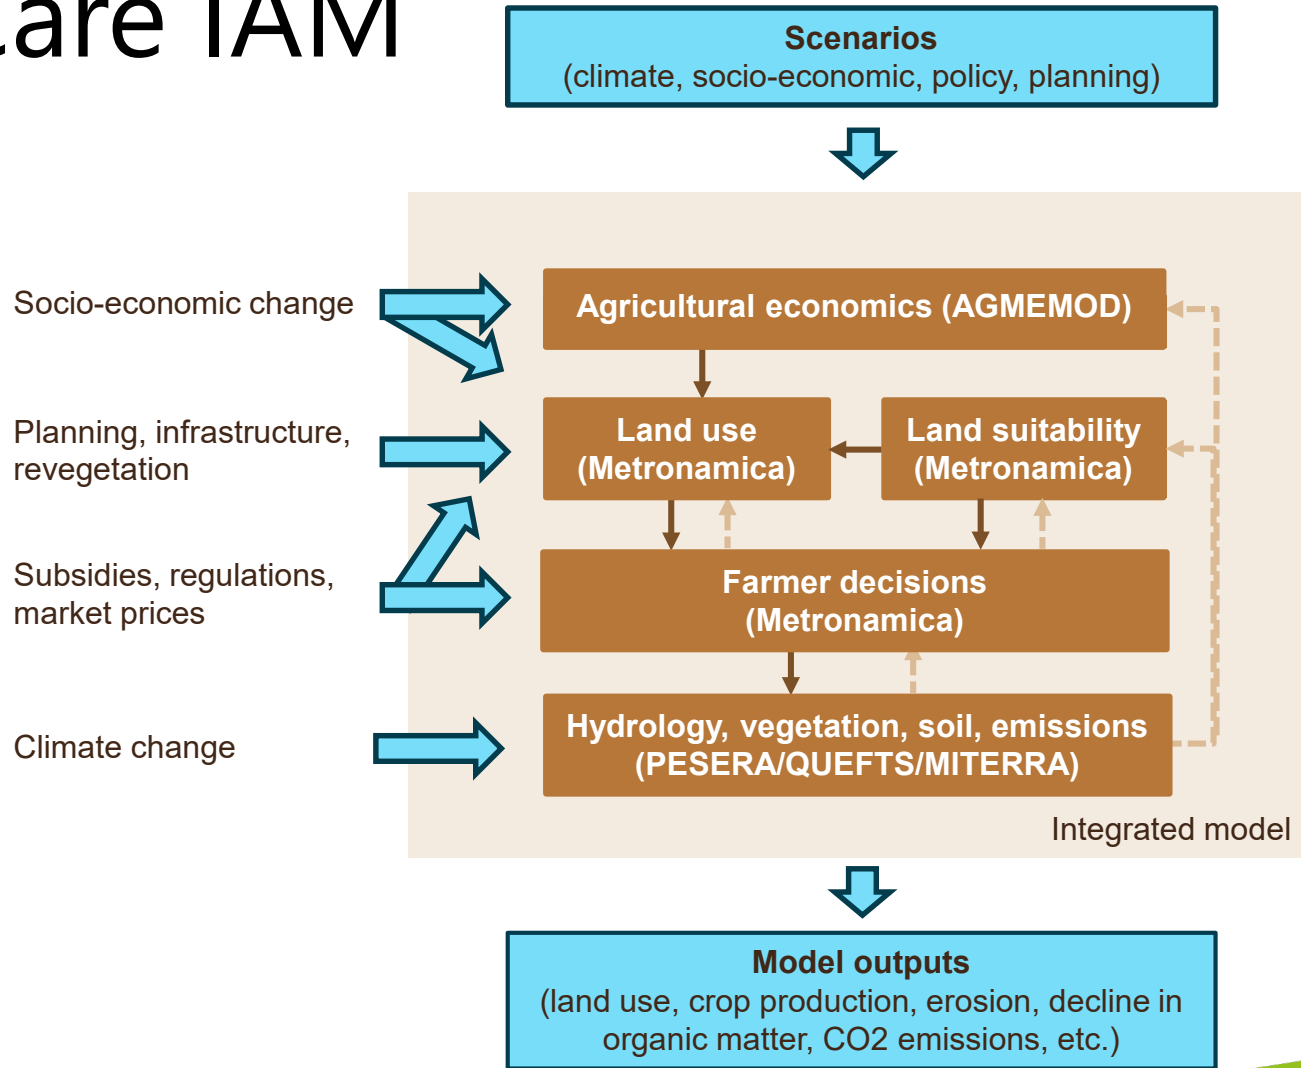 care IAM
Scenarios
(climate, socio-economic, policy, planning)
Socio-economic change
Agricultural economics (AGMEMOD)
Planning, infrastructure,
revegetation
Land use
(Metronamica)
Land suitability
(Metronamica)
Subsidies, regulations,
market prices
Farmer decisions
(Metronamica)
Climate change
Hydrology, vegetation, soil, emissions
(PESERA/QUEFTS/MITERRA)
Integrated model
Model outputs
(land use, crop production, erosion, decline in
organic matter, CO2 emissions, etc.)